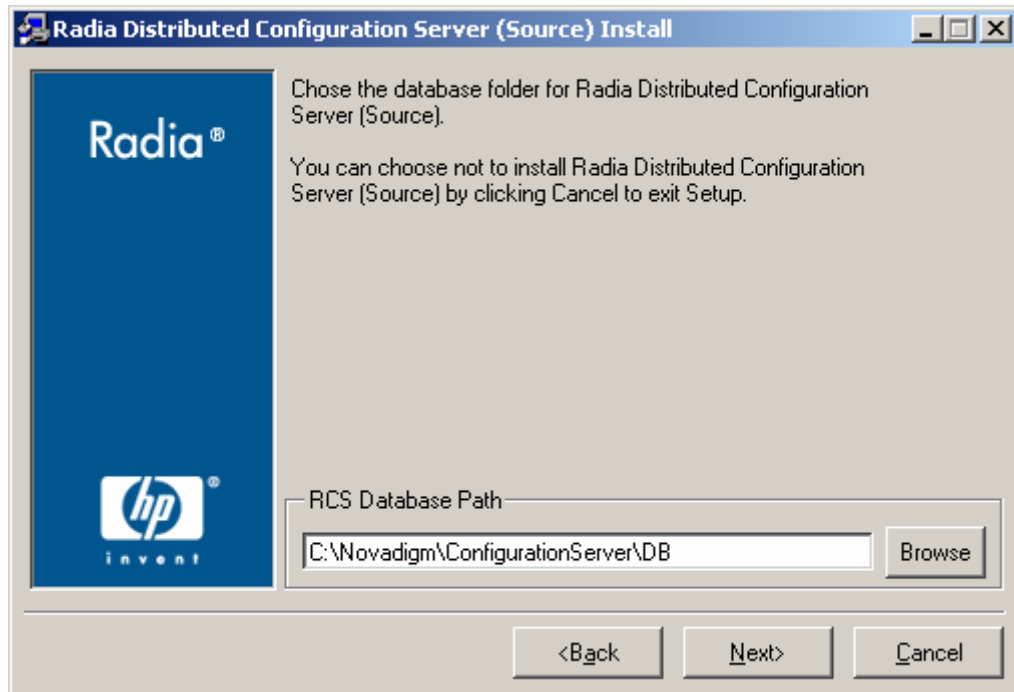 Radia Distributed Configuration Server (Source) Install
Radia®
Chose the database folder for Radia Distributed Configuration
Server (Source).
You can choose not to install Radia Distributed Configuration
Server (Source) by clicking Cancel to exit Setup.
hp®
invent
RCS Database Path
C:\Novadigm\ConfigurationServer\DB
Browse
<Back
Next>
Cancel